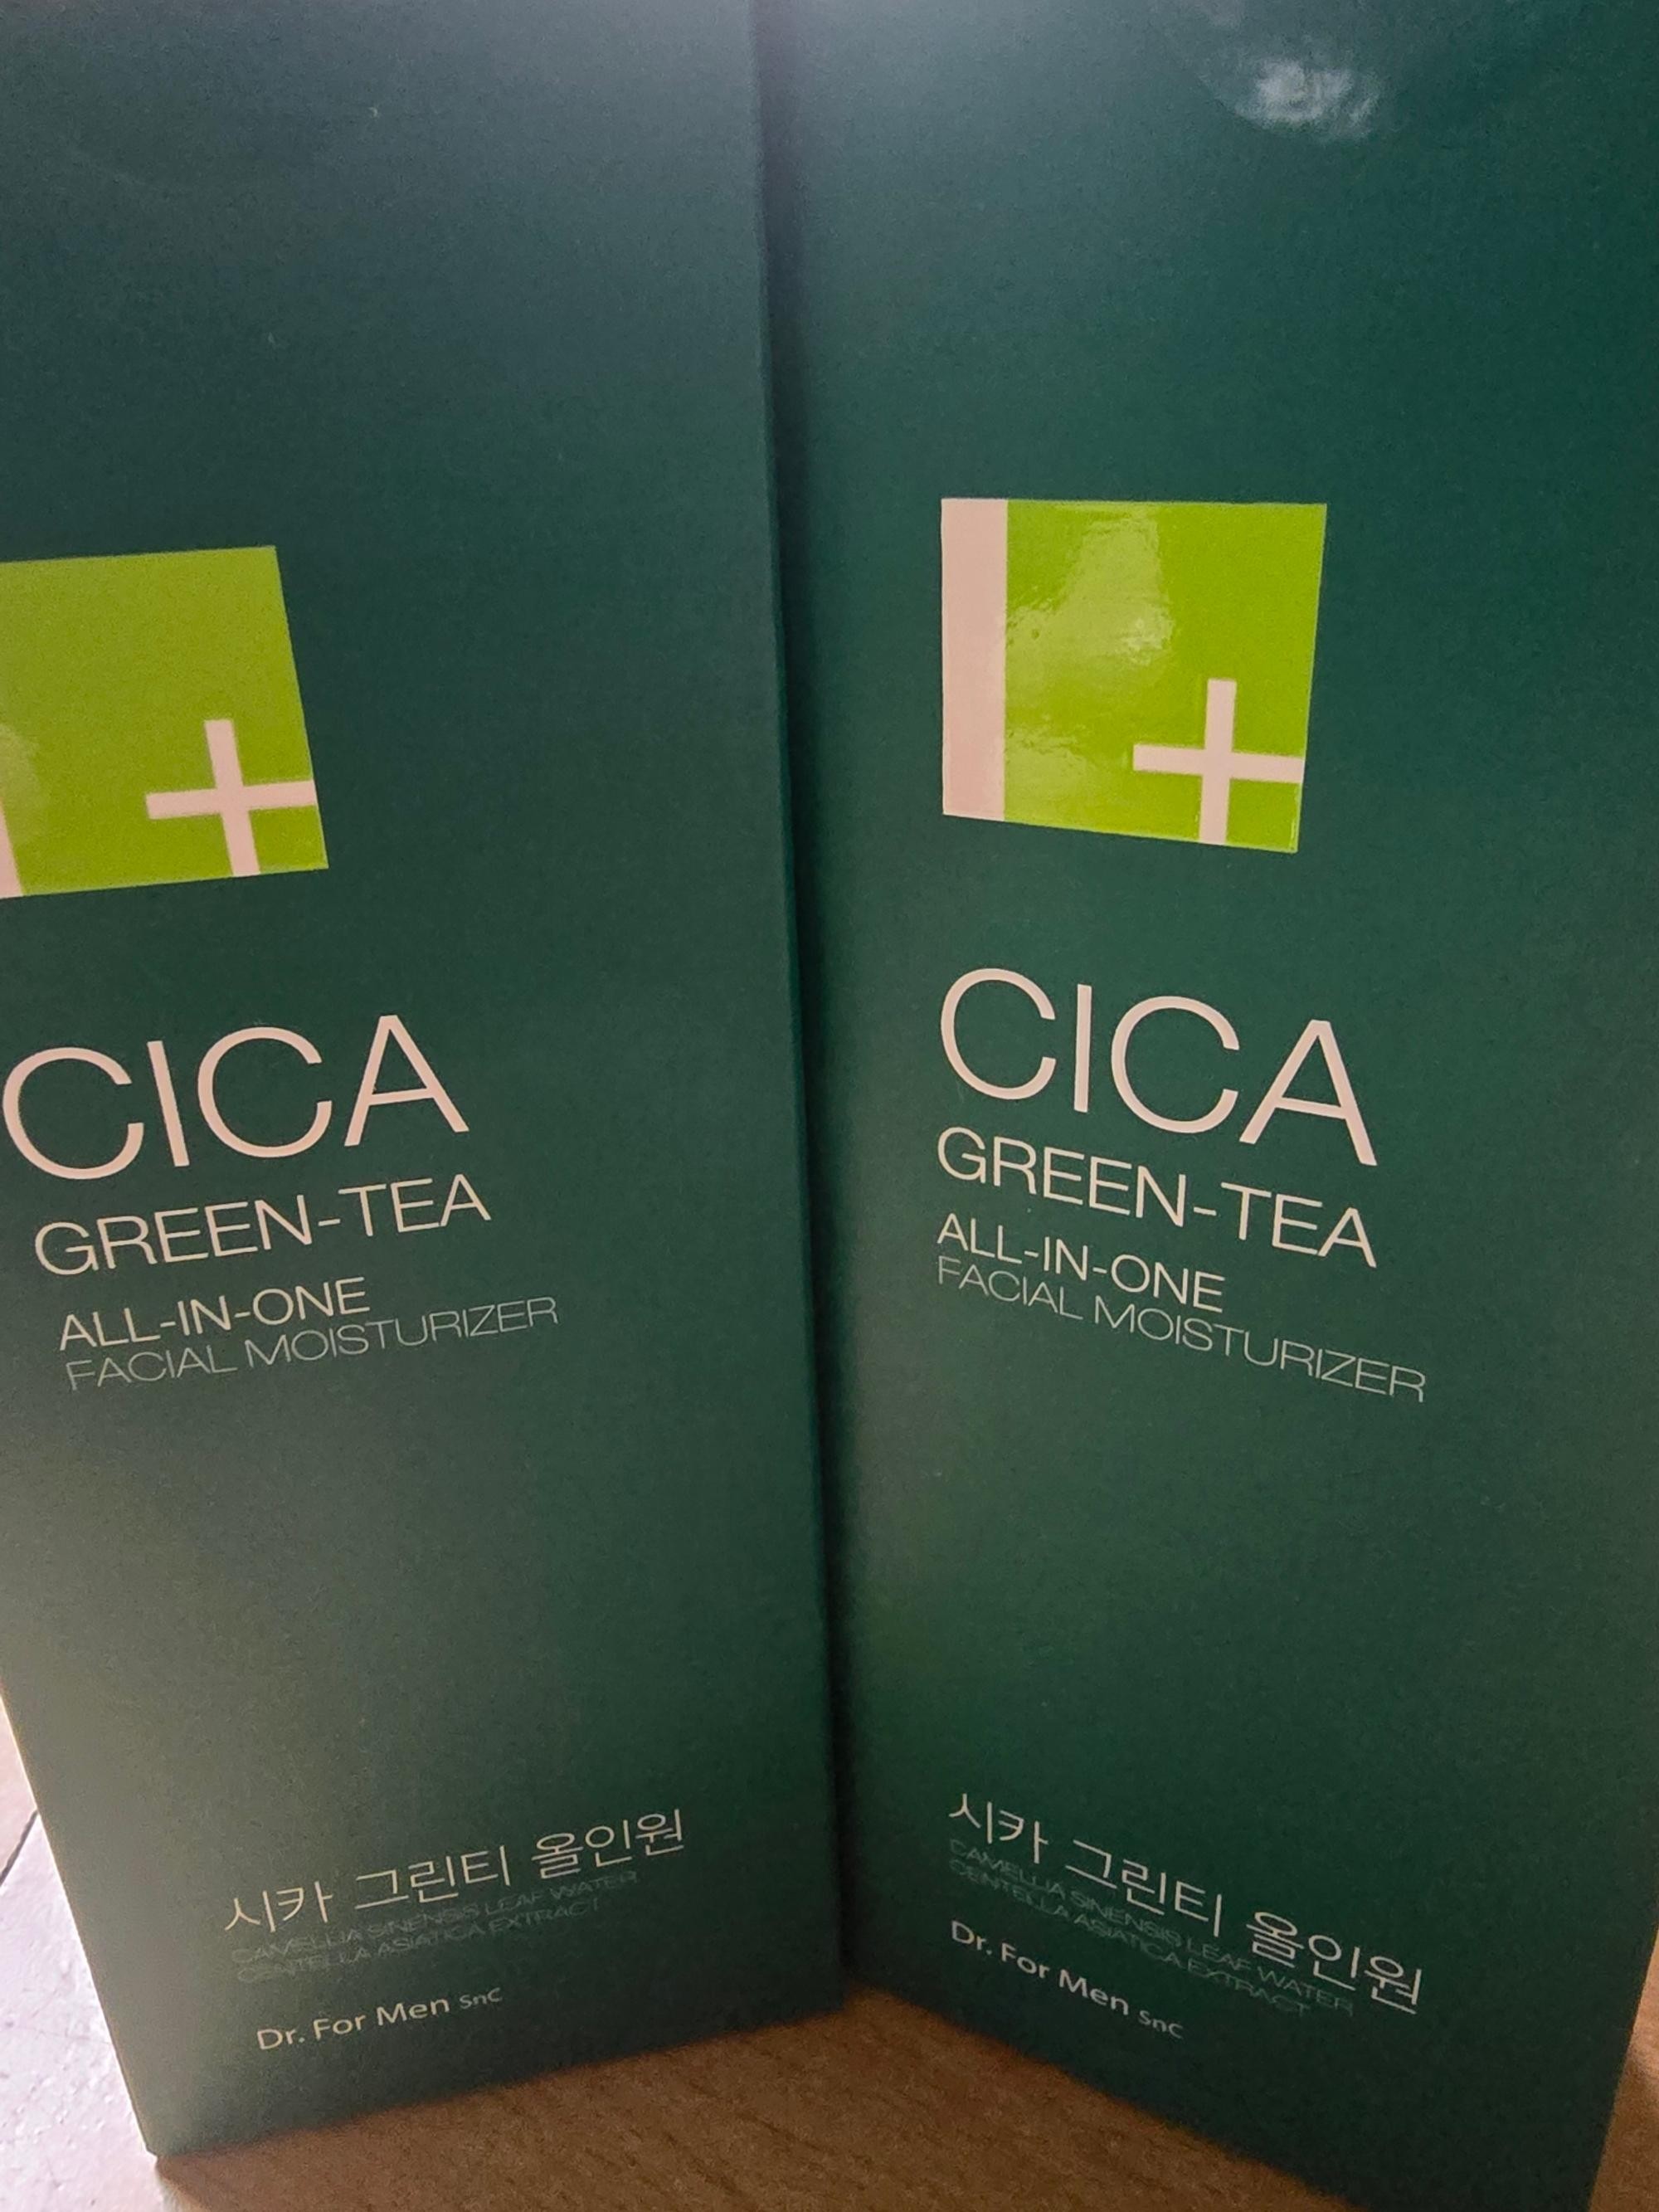 CICA
GREEN-TEA
ALL-IN-ONE
FACIAL MOISTURIZER
시카 그린티 올인원
CAMELLIA SINENSIS LEAF WATER
CENTELLA ASIATICA EXTRACT
Dr. For Men SnC
CICA
GREEN-TEA
ALL-IN-ONE
FACIAL MOISTURIZER
시카 그린티 올인원
CAMELLIA SINENSIS LEAF WATER
CENTELLA ASIATICA EXTRACT
Dr. For Men SnC